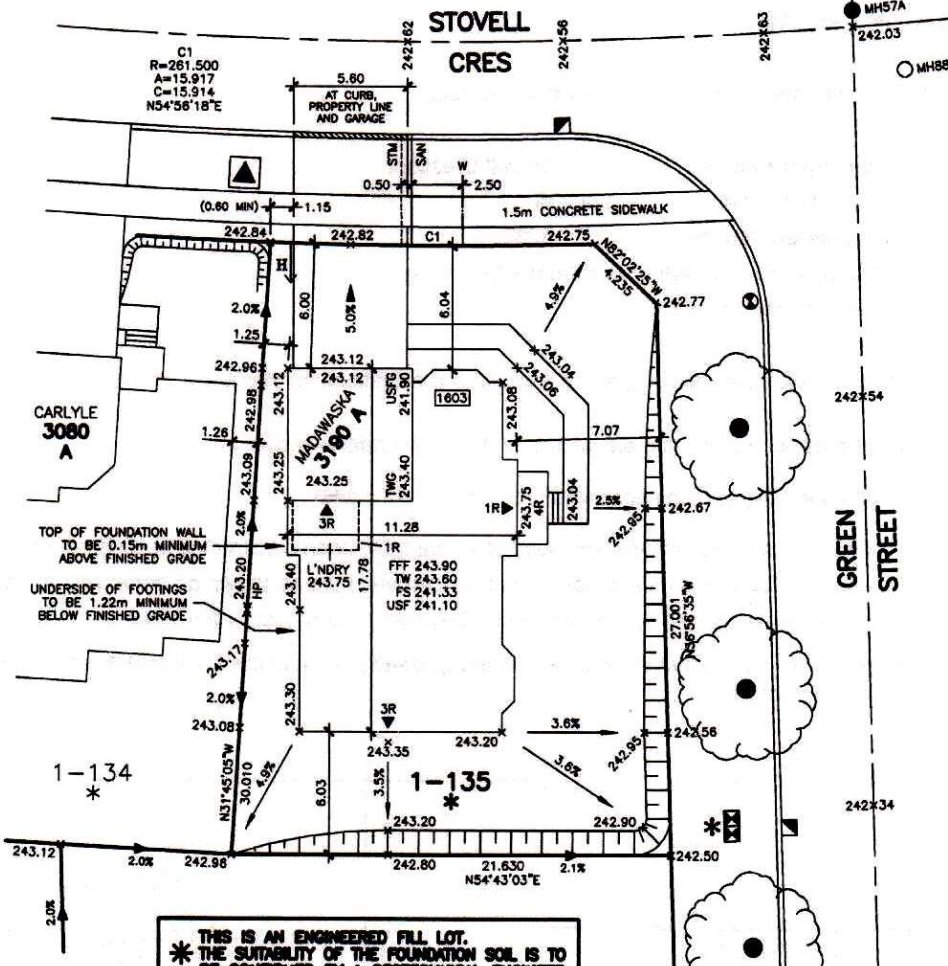 STOVELL
CRES
MH57A
242.03
MH88
242×62
242×56
242×63
C1
R=261.500
A=15.917
C=15.914
N54°56'18"E
5.60
AT CURB,
PROPERTY LINE
AND GARAGE
STM
SAN
W
0.50
2.50
(0.60 MIN)
1.15
1.5m CONCRETE SIDEWALK
242.84
242.82
C1
242.75
N82°02'25"W
4.235
242.77
H
2.0%
6.00
5.0%
6.04
4.9%
1.25
242.96
243.12
243.12
243.12
243.04
243.06
242.98
USFG
241.90
1603
243.08
242×54
CARLYLE
3080
A
MADAWASKA
3190 A
1.26
7.07
243.09
243.25
243.25
TWG
243.40
243.75
4R
243.04
1R
2.5%
242.95
242.67
3R
11.28
1R
TOP OF FOUNDATION WALL
TO BE 0.15m MINIMUM
ABOVE FINISHED GRADE
2.0%
243.20
HP
243.40
L'NDRY
243.75
17.78
FFF 243.90
TW 243.60
FS 241.33
USF 241.10
GREEN
STREET
UNDERSIDE OF FOOTINGS
TO BE 1.22m MINIMUM
BELOW FINISHED GRADE
27.001
N36°56'35"W
243.17
2.0%
243.08
243.30
3R
243.35
243.20
3.6%
242.95
242.56
1-134
*
N31°45'05"W
30.010
4.9%
6.03
3.5%
1-135
*
3.6%
242×34
243.20
242.90
*
243.12
2.0%
242.98
242.80
21.630
2.1%
242.50
N54°43'03"E
2.0%
THIS IS AN ENGINEERED FILL LOT.
* THE SUITABILITY OF THE FOUNDATION SOIL IS TO